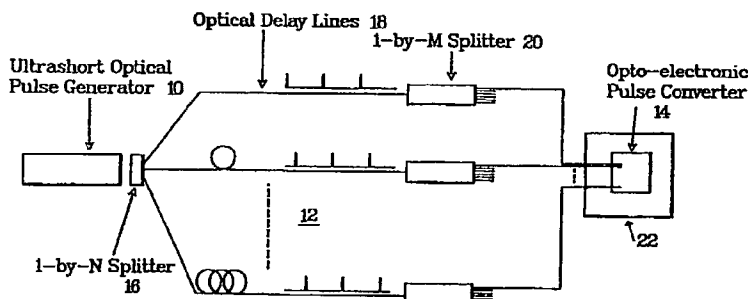 Optical Delay Lines 18
1-by-M Splitter 20
Ultrashort Optical
Pulse Generator 10
Opto-electronic
Pulse Converter
14
12
1-by-N Splitter
16
22